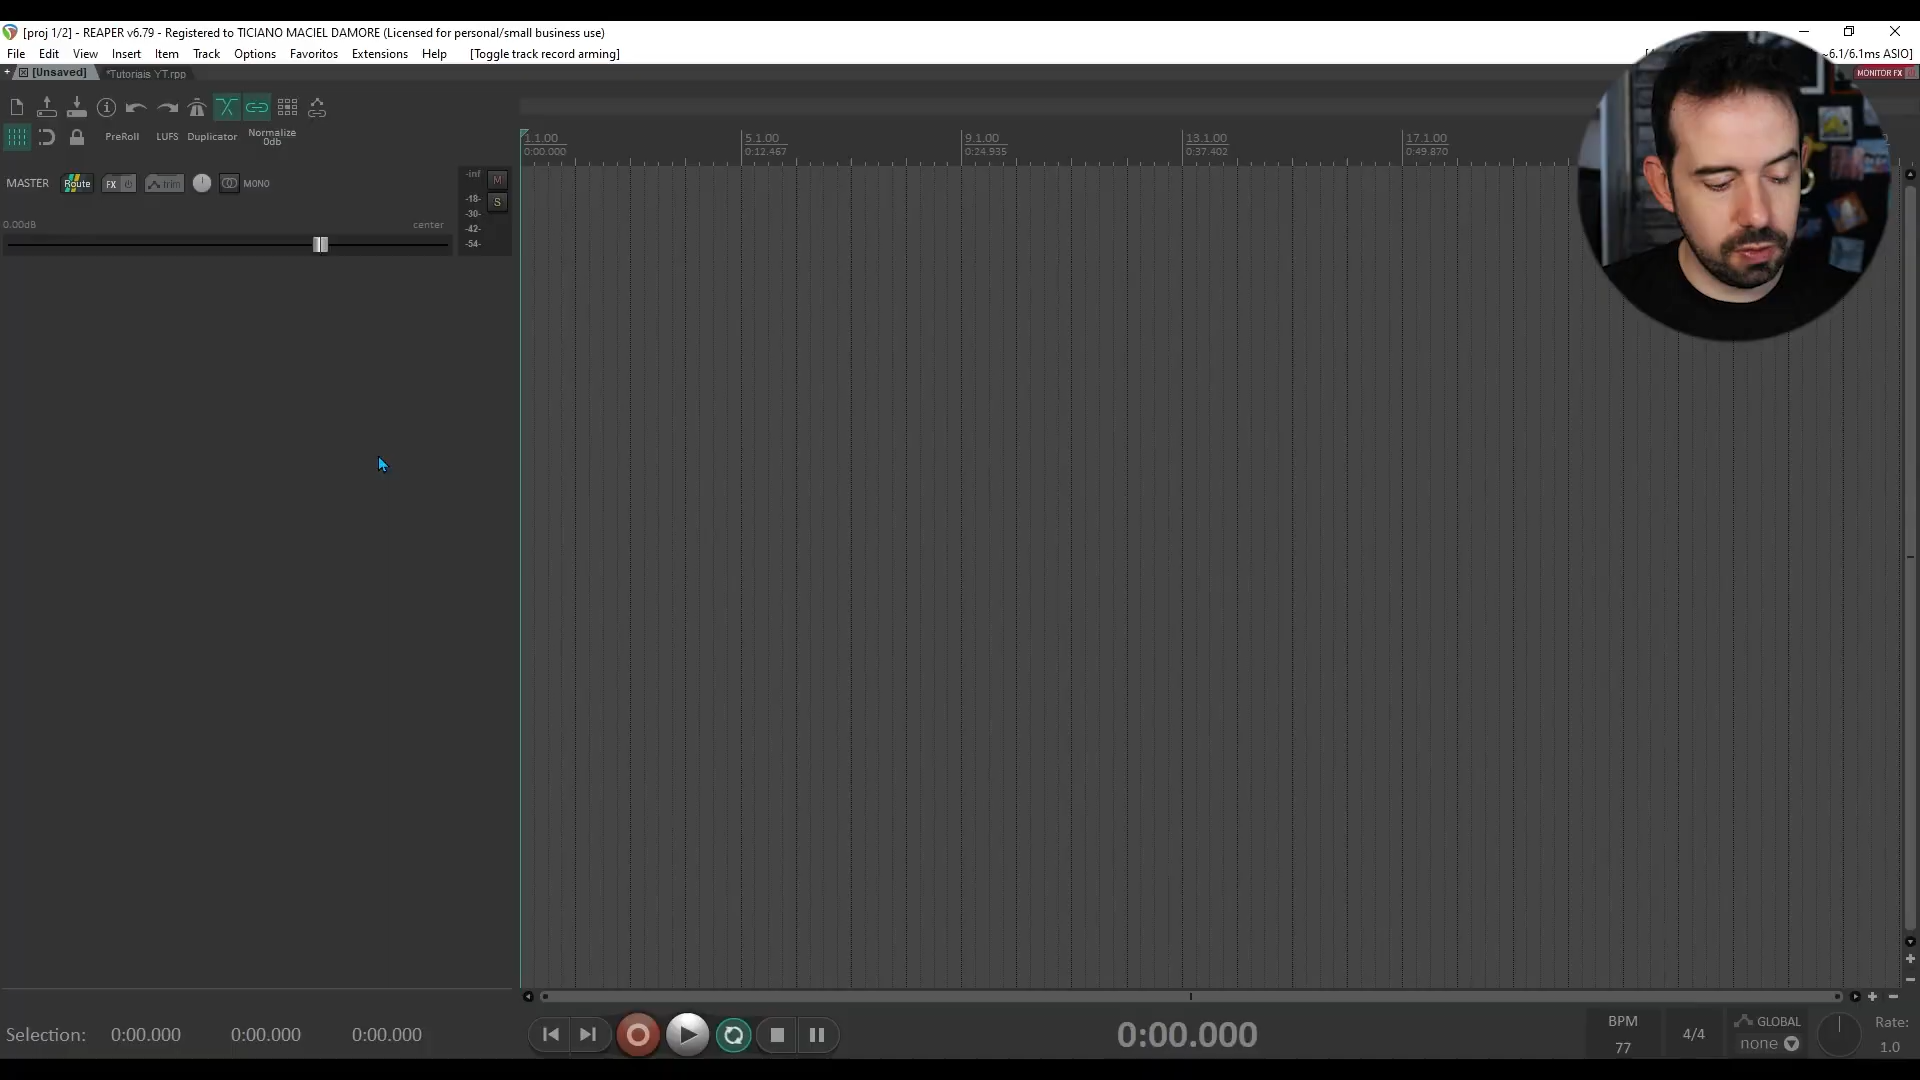 [proj 1/2] - REAPER v6.79 - Registered to TICIANO MACIEL DAMORE (Licensed for personal/small business use)
File Edit View Insert Item Track Options Favoritos Extensions Help [Toggle track record arming]
~6.1/6.1ms ASIO]
[Unsaved] *Tutoriais YT.rpp
MONITOR FX
PreRoll LUFS Duplicator Normalize
0db
1.1.00 5.1.00 9.1.00 13.1.00 17.1.00
0:00.000 0:12.467 0:24.935 0:37.402 0:49.870
MASTER Route FX trim MONO
-inf M
-18- S
-30-
-42-
-54-
0.00dB center
Selection: 0:00.000 0:00.000 0:00.000
0:00.000
BPM
77
4/4
GLOBAL
none
Rate:
1.0